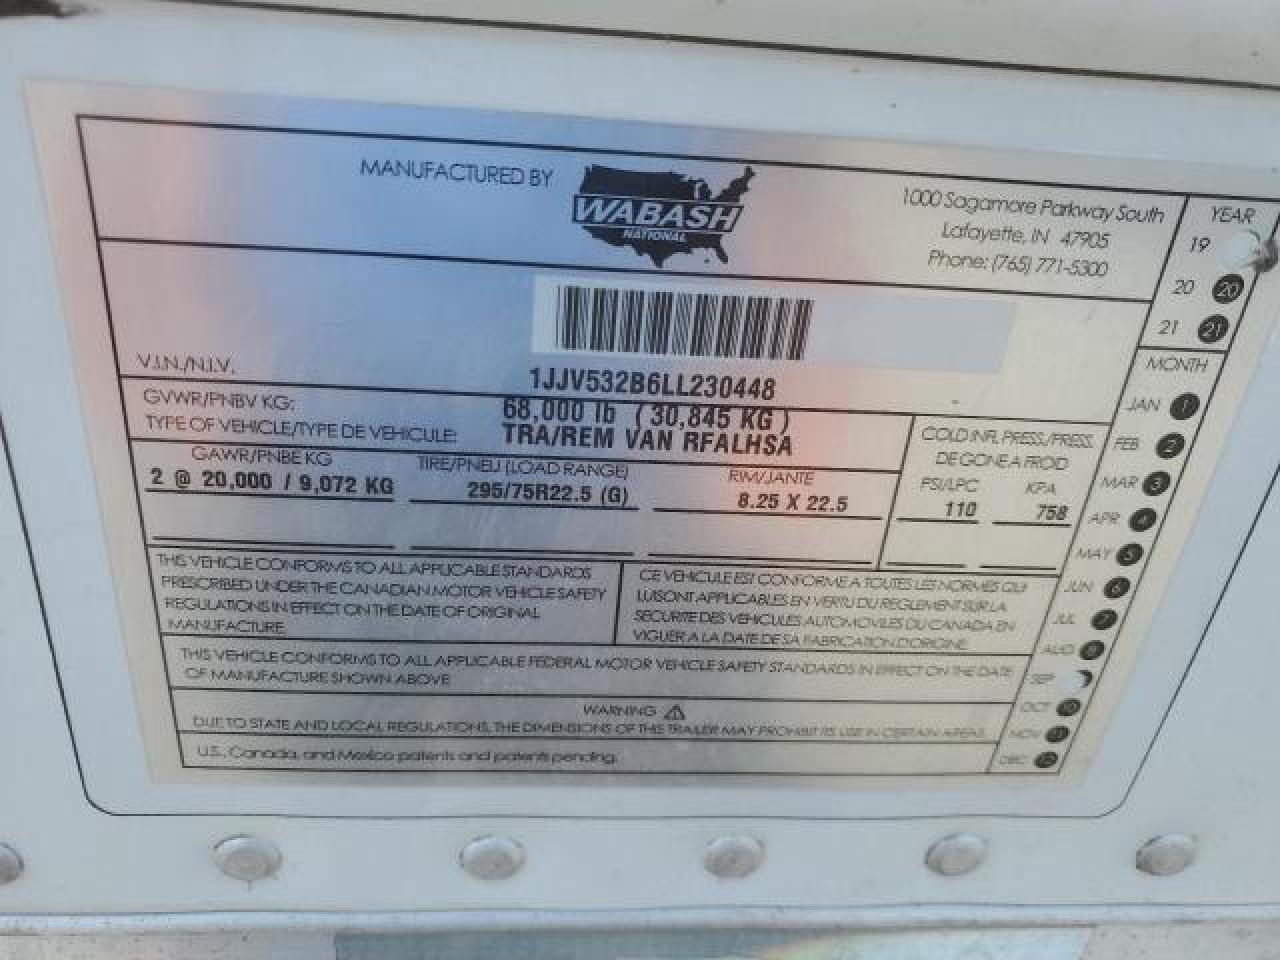 MANUFACTURED BY
WABASH
NATIONAL
1000 Sagamore Parkway South
Lafayette, IN 47905
Phone: (765) 771-5300
V.I.N./N.I.V.
1JJV532B6LL230448
GVWR/PNBV KG: 68,000 lb (30,845 KG)
TYPE OF VEHICLE/TYPE DE VEHICULE: TRA/REM VAN RFALHSA
GAWR/PNBE KG
2 @ 20,000 / 9,072 KG
TIRE/PNEU (LOAD RANGE)
295/75R22.5 (G)
RIM/JANTE
8.25 X 22.5
COLD INFL. PRESS./PRESS.
DE GONE A FROID
PSI/LPC KPA
110 758
THIS VEHICLE CONFORMS TO ALL APPLICABLE STANDARDS
PRESCRIBED UNDER THE CANADIAN MOTOR VEHICLE SAFETY
REGULATIONS IN EFFECT ON THE DATE OF ORIGINAL
MANUFACTURE.
CE VEHICULE EST CONFORME A TOUTES LES NORMES QUI
LUI SONT APPLICABLES EN VERTU DU REGLEMENT SUR LA
SECURITE DES VEHICULES AUTOMOVILES DU CANADA EN
VIGUER A LA DATE DE SA FABRICATION D'ORIGINE.
THIS VEHICLE CONFORMS TO ALL APPLICABLE FEDERAL MOTOR VEHICLE SAFETY STANDARDS IN EFFECT ON THE DATE
OF MANUFACTURE SHOWN ABOVE
WARNING
DUE TO STATE AND LOCAL REGULATIONS, THE DIMENSIONS OF THIS TRAILER MAY PROHIBIT ITS USE IN CERTAIN AREAS.
U.S., Canada, and Mexico patents and patents pending.
YEAR
19
20 20
21 21
MONTH
JAN 1
FEB 2
MAR 3
APR 4
MAY 5
JUN 6
JUL 7
AUG 8
SEP
OCT 10
NOV 11
DEC 12